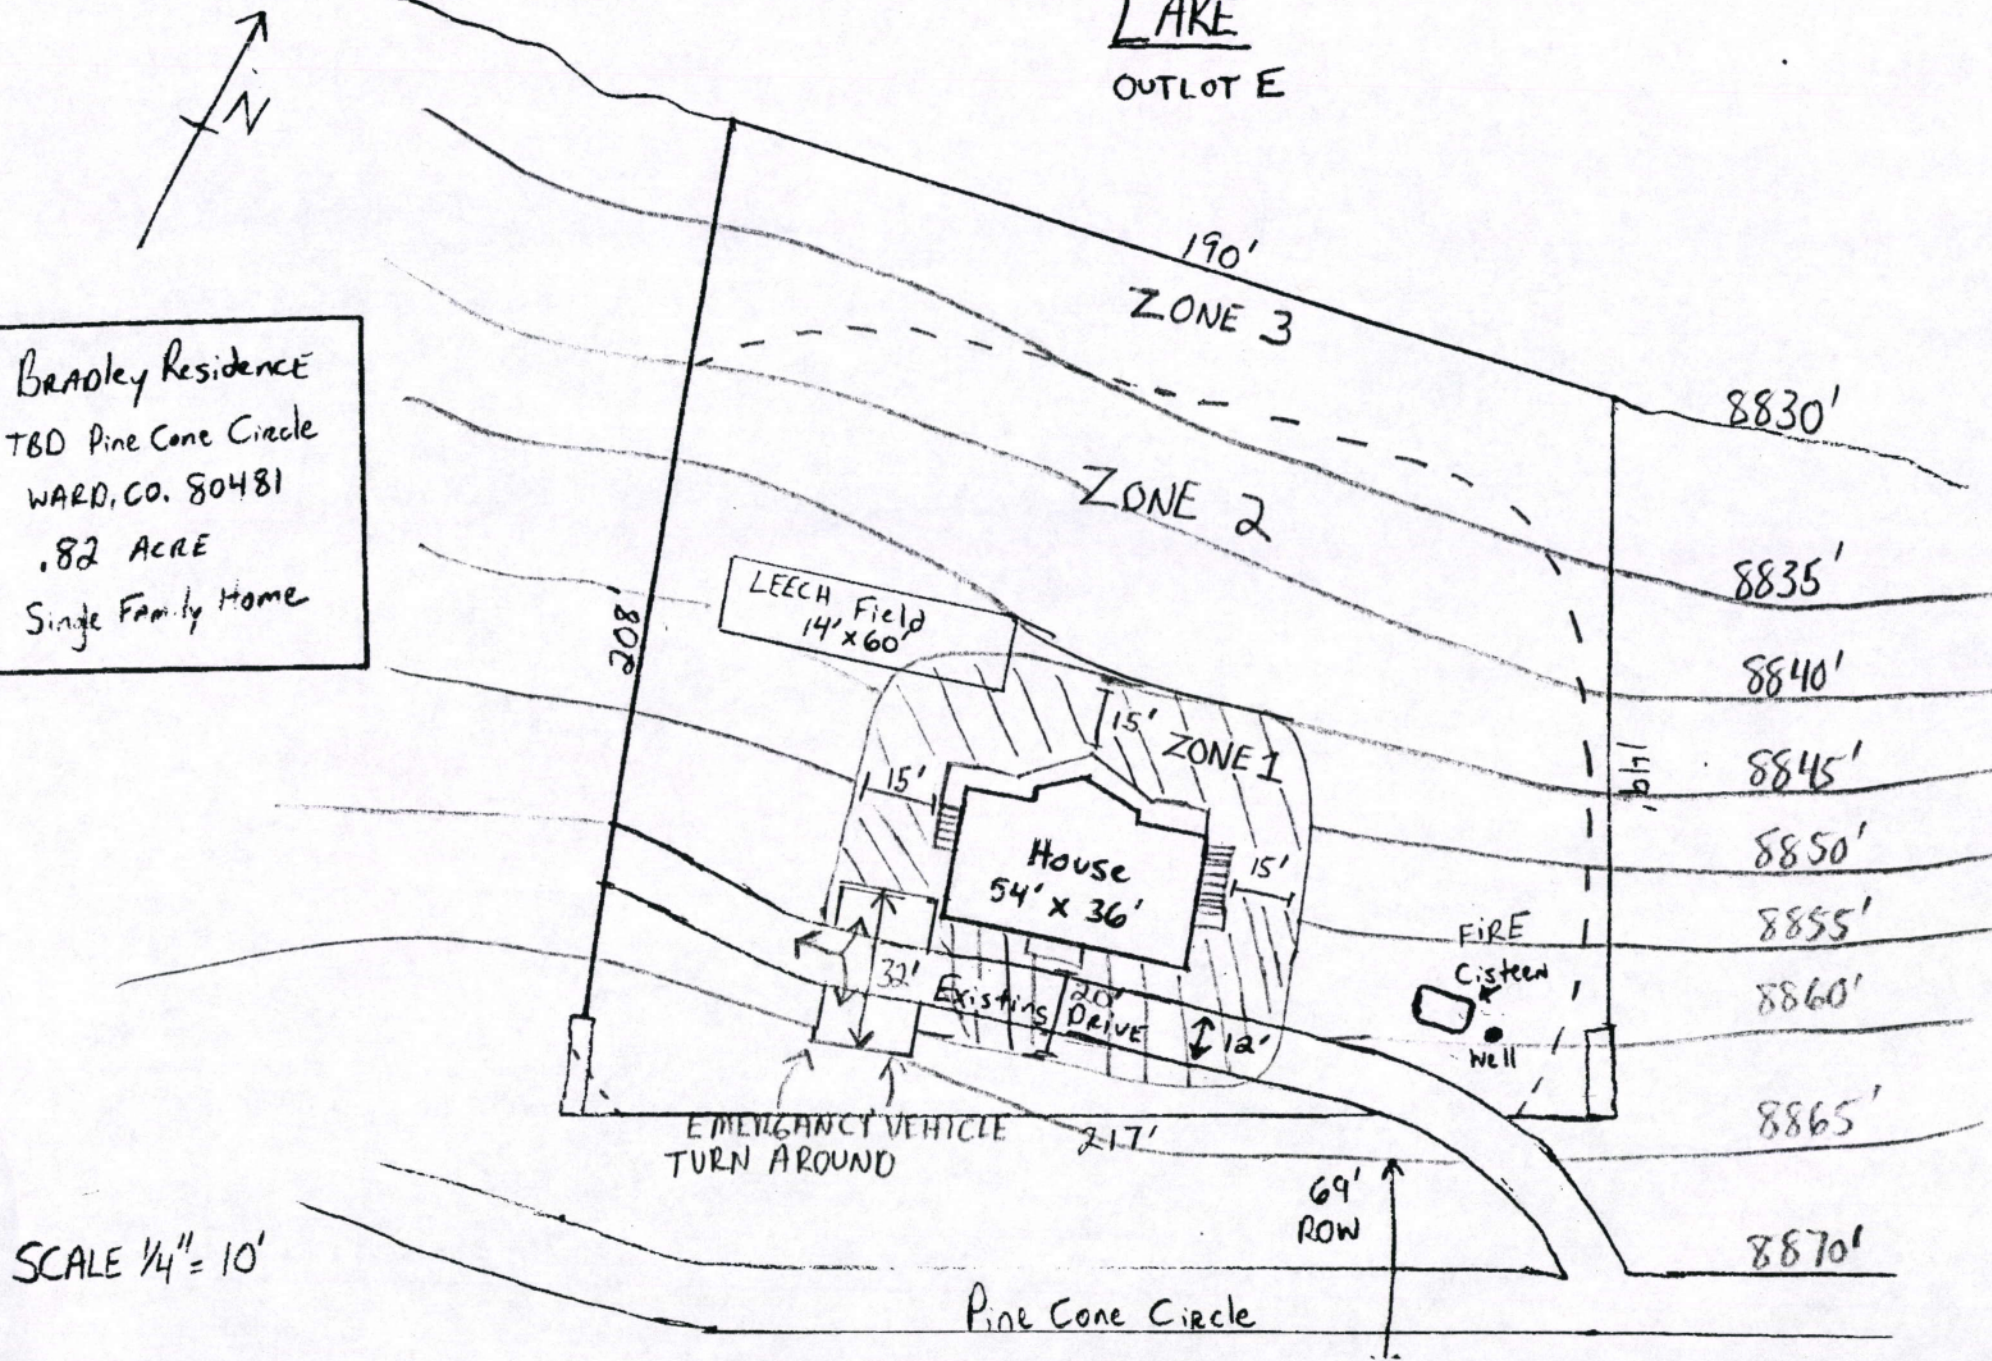 LAKE
OUTLOT E
N
190'
ZONE 3
BRADley Residence
TBD Pine Cone Circle
WARD, CO. 80481
.82 ACRE
Single Family Home
8830'
ZONE 2
8835'
LEECH Field
14' x 60'
208'
8840'
15'
ZONE 1
15'
149'
8845'
House
54' x 36'
15'
8850'
FIRE
Cisteen
8855'
32'
Existing
20'
DRIVE
12'
Well
8860'
EMERGANCY VEHICLE
TURN AROUND
217'
8865'
69'
ROW
8870'
SCALE 1/4" = 10'
Pine Cone Circle